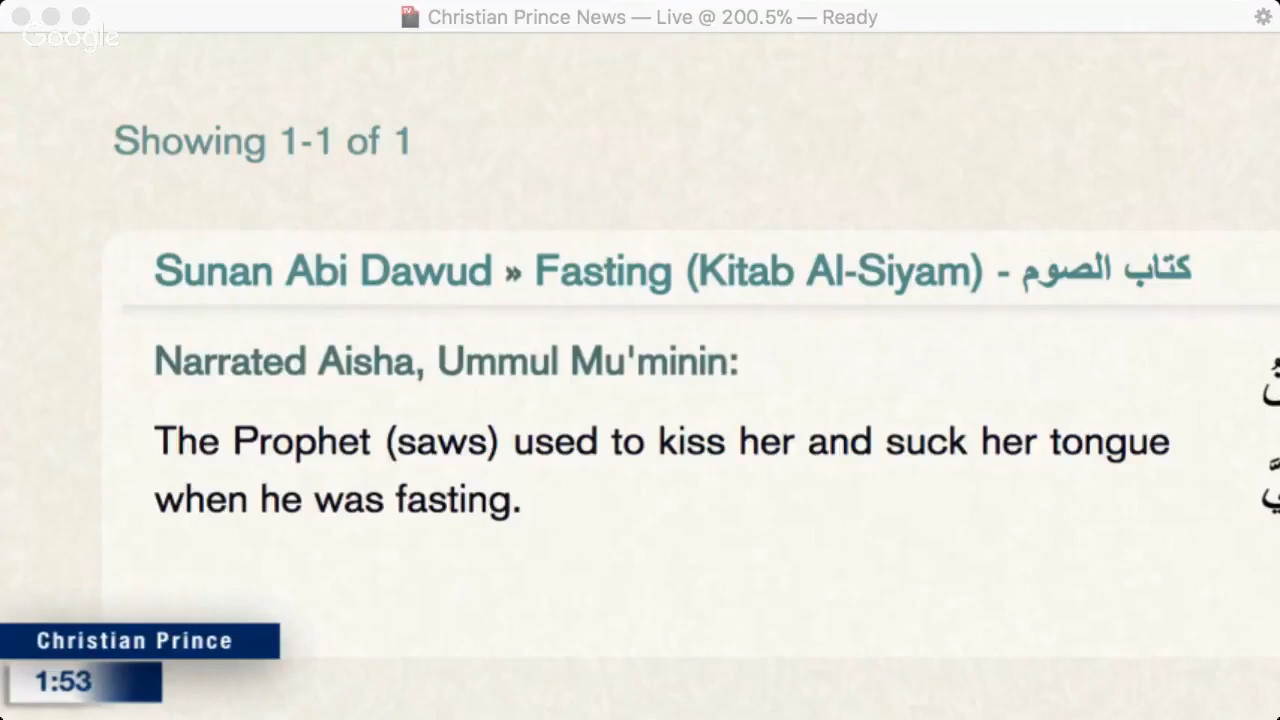 Christian Prince News — Live @ 200.5% — Ready
Google
Showing 1-1 of 1
Sunan Abi Dawud » Fasting (Kitab Al-Siyam) - كتاب الصوم
Narrated Aisha, Ummul Mu'minin:
The Prophet (saws) used to kiss her and suck her tongue
when he was fasting.
Christian Prince
1:53